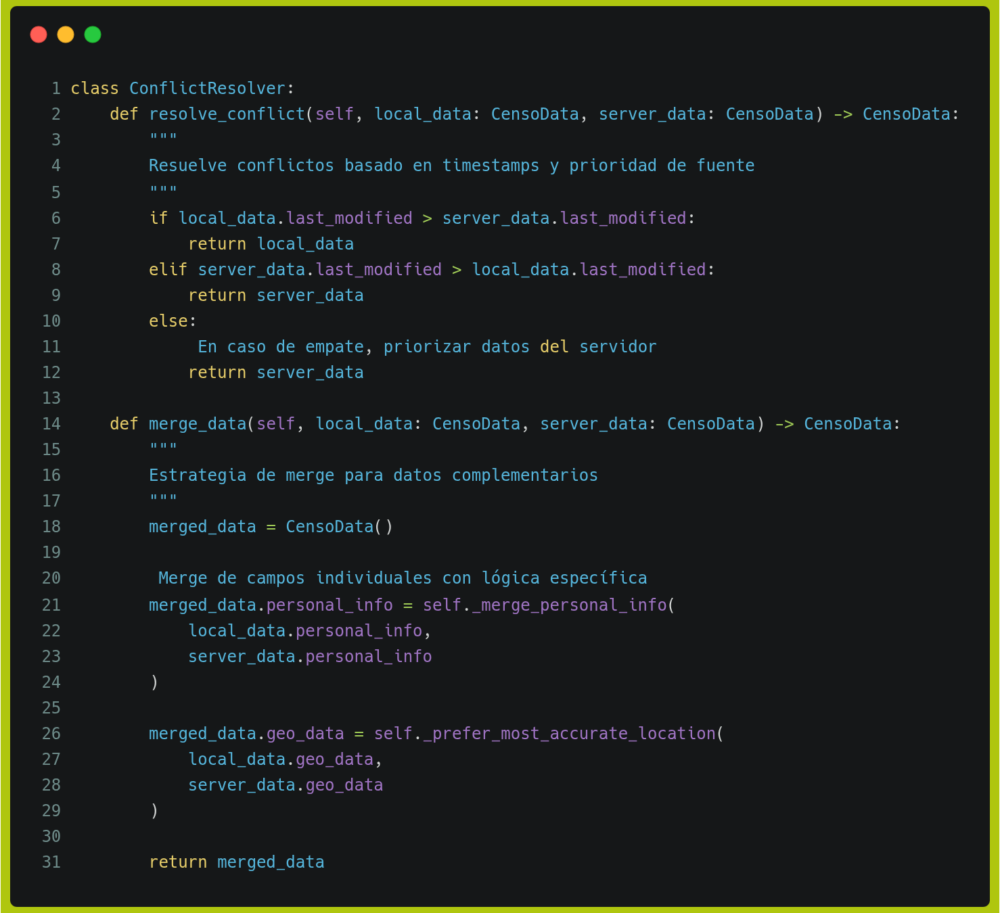 1 class ConflictResolver:
2     def resolve_conflict(self, local_data: CensoData, server_data: CensoData) -> CensoData:
3         """
4         Resuelve conflictos basado en timestamps y prioridad de fuente
5         """
6         if local_data.last_modified > server_data.last_modified:
7             return local_data
8         elif server_data.last_modified > local_data.last_modified:
9             return server_data
10         else:
11              En caso de empate, priorizar datos del servidor
12             return server_data
13
14     def merge_data(self, local_data: CensoData, server_data: CensoData) -> CensoData:
15         """
16         Estrategia de merge para datos complementarios
17         """
18         merged_data = CensoData()
19
20          Merge de campos individuales con lógica específica
21         merged_data.personal_info = self._merge_personal_info(
22             local_data.personal_info,
23             server_data.personal_info
24         )
25
26         merged_data.geo_data = self._prefer_most_accurate_location(
27             local_data.geo_data,
28             server_data.geo_data
29         )
30
31         return merged_data